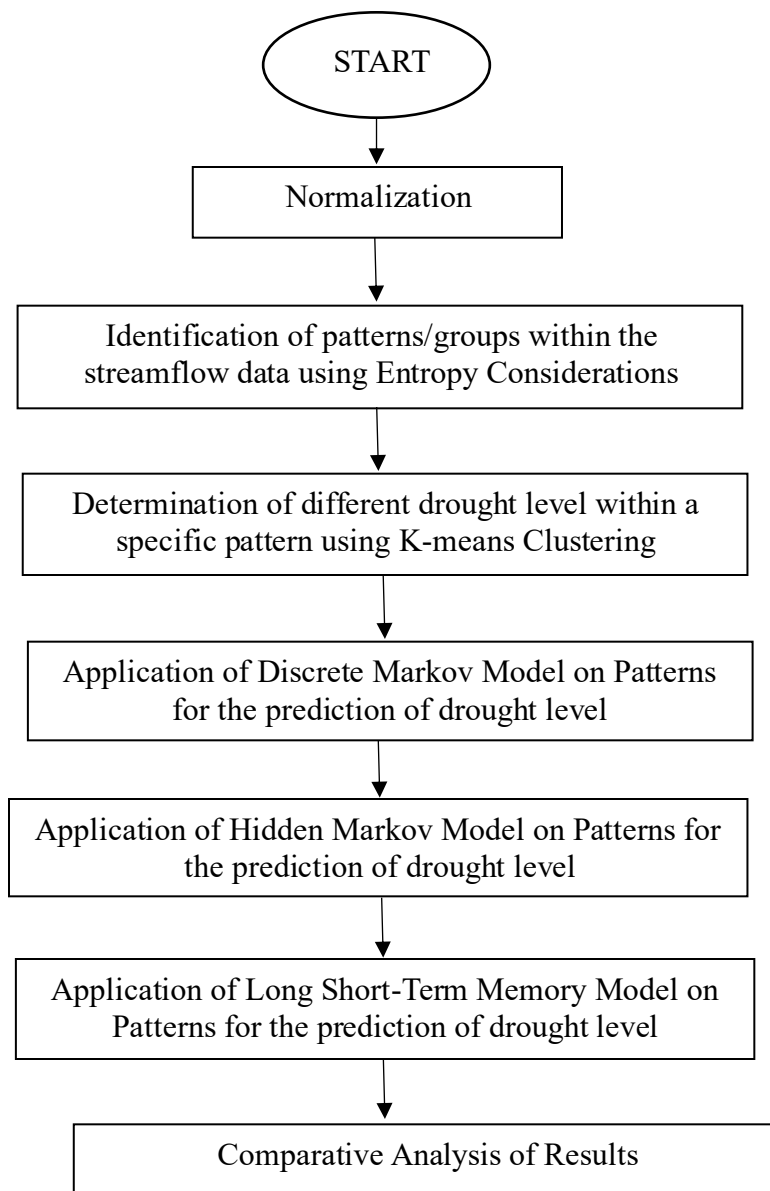 START
Normalization
Identification of patterns/groups within the
streamflow data using Entropy Considerations
Determination of different drought level within a
specific pattern using K-means Clustering
Application of Discrete Markov Model on Patterns
for the prediction of drought level
Application of Hidden Markov Model on Patterns for
the prediction of drought level
Application of Long Short-Term Memory Model on
Patterns for the prediction of drought level
Comparative Analysis of Results